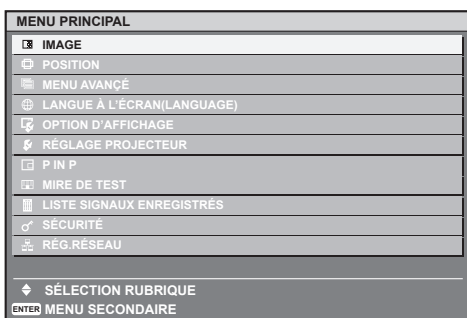 MENU PRINCIPAL
IMAGE
POSITION
MENU AVANÇÉ
LANGUE À L'ÉCRAN(LANGUAGE)
OPTION D'AFFICHAGE
RÉGLAGE PROJECTEUR
P IN P
MIRE DE TEST
LISTE SIGNAUX ENREGISTRÉS
SÉCURITÉ
RÉG.RÉSEAU
SÉLECTION RUBRIQUE
ENTER MENU SECONDAIRE